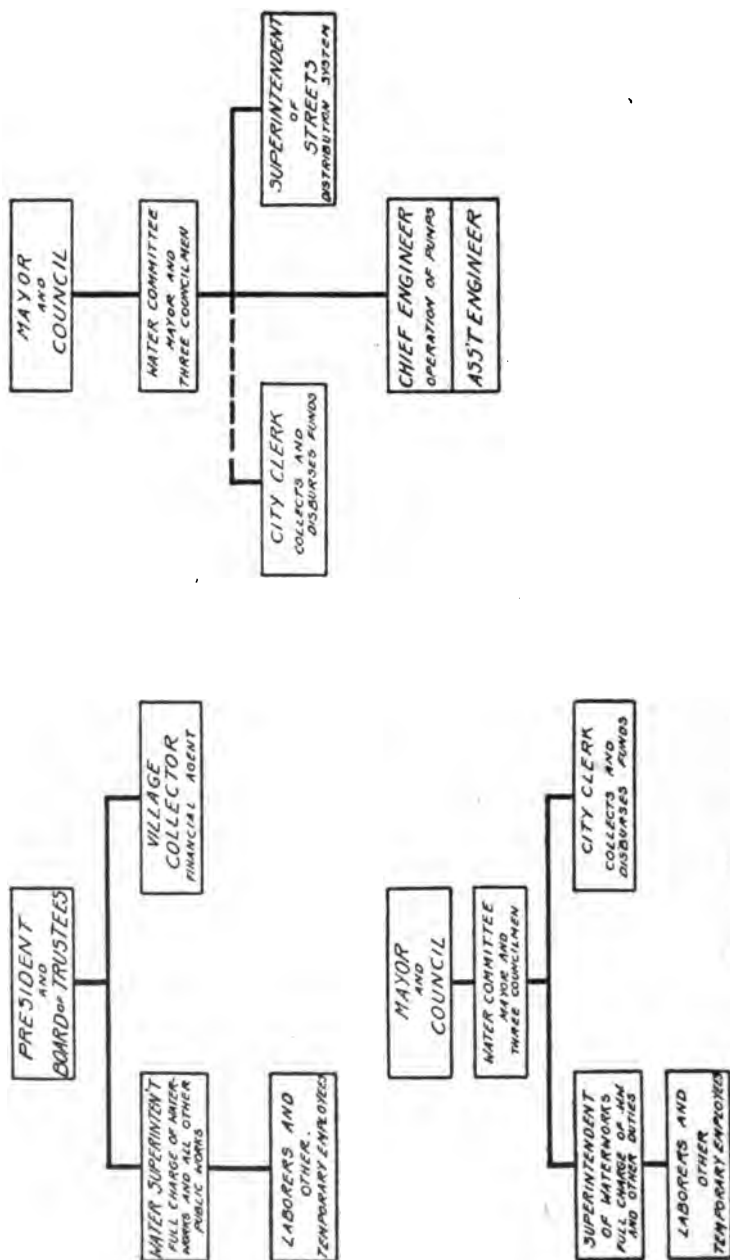 PRESIDENT
AND
BOARD OF TRUSTEES
WATER SUPERINTEN'T
FULL CHARGE OF WATER-
WORKS AND ALL OTHER
PUBLIC WORKS
VILLAGE
COLLECTOR
FINANCIAL AGENT
LABORERS AND
OTHER.
TEMPORARY EMPLOYEES
MAYOR
AND
COUNCIL
WATER COMMITTEE
MAYOR AND
THREE COUNCILMEN
CITY CLERK
COLLECTS AND
DISBURSES FUNDS
SUPERINTENDENT
OF
STREETS
DISTRIBUTION SYSTEM
CHIEF ENGINEER
OPERATION OF PUMPS
ASS'T ENGINEER
MAYOR
AND
COUNCIL
WATER COMMITTEE
MAYOR AND
THREE COUNCILMEN
SUPERINTENDENT
OF WATERWORKS
FULL CHARGE OF
AND OTHER DUTIES
CITY CLERK
COLLECTS AND
DISBURSES FUNDS
LABORERS AND
OTHER
TEMPORARY EMPLOYEES